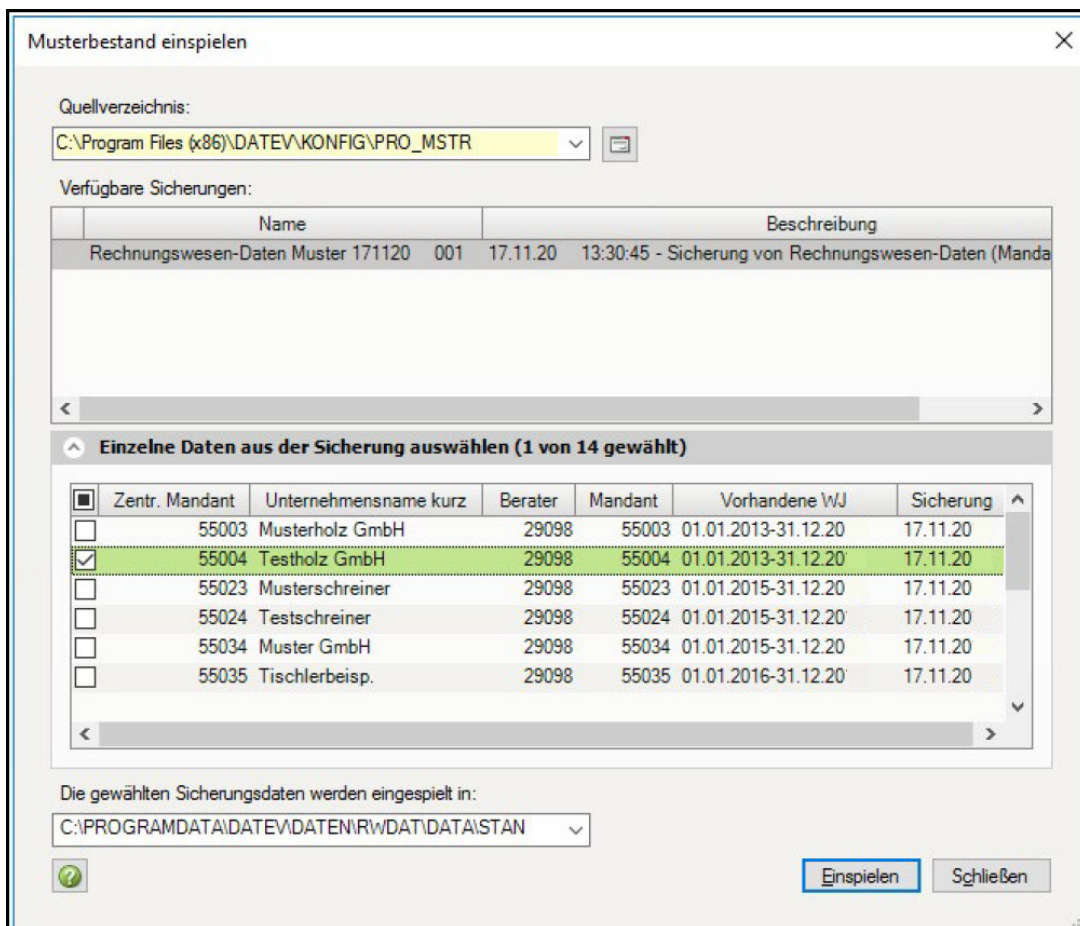 Musterbestand einspielen
Quellverzeichnis:
C:\Program Files (x86)\DATEV\KONFIG\PRO_MSTR
Verfügbare Sicherungen:
Name Beschreibung
Rechnungswesen-Daten Muster 171120 001 17.11.20 13:30:45 - Sicherung von Rechnungswesen-Daten (Manda
Einzelne Daten aus der Sicherung auswählen (1 von 14 gewählt)
Zentr. Mandant Unternehmensname kurz Berater Mandant Vorhandene WJ Sicherung
55003 Musterholz GmbH 29098 55003 01.01.2013-31.12.20 17.11.20
55004 Testholz GmbH 29098 55004 01.01.2013-31.12.20 17.11.20
55023 Musterschreiner 29098 55023 01.01.2015-31.12.20 17.11.20
55024 Testschreiner 29098 55024 01.01.2015-31.12.20 17.11.20
55034 Muster GmbH 29098 55034 01.01.2015-31.12.20 17.11.20
55035 Tischlerbeisp. 29098 55035 01.01.2016-31.12.20 17.11.20
Die gewählten Sicherungsdaten werden eingespielt in:
C:\PROGRAMDATA\DATEV\DATEN\RWDAT\DATA\STAN
Einspielen Schließen